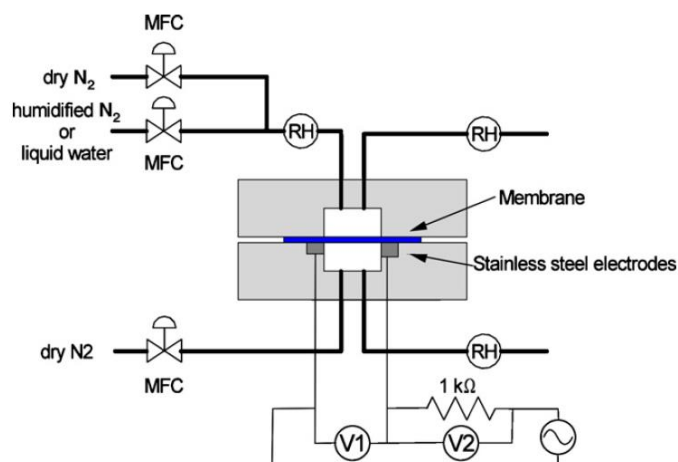 MFC
dry N₂
humidified N₂
or
liquid water
MFC
RH
RH
Membrane
Stainless steel electrodes
dry N2
MFC
RH
1 kΩ
V1
V2